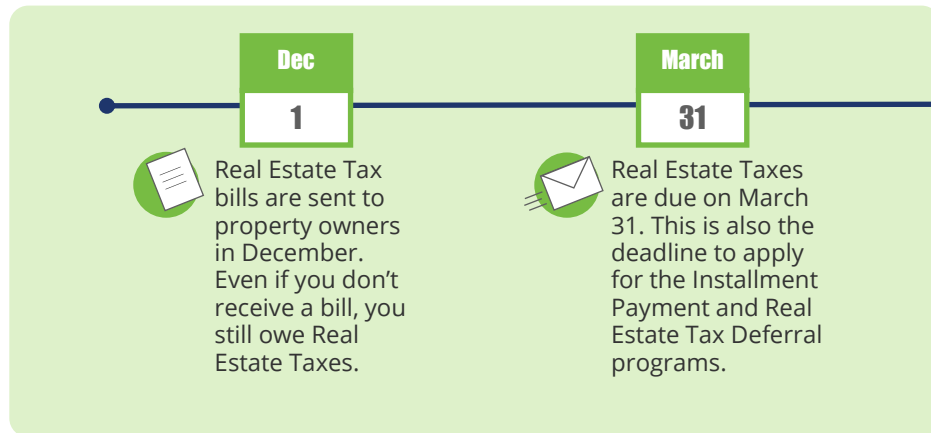 Dec
1
Real Estate Tax
bills are sent to
property owners
in December.
Even if you don’t
receive a bill, you
still owe Real
Estate Taxes.
March
31
Real Estate Taxes
are due on March
31. This is also the
deadline to apply
for the Installment
Payment and Real
Estate Tax Deferral
programs.